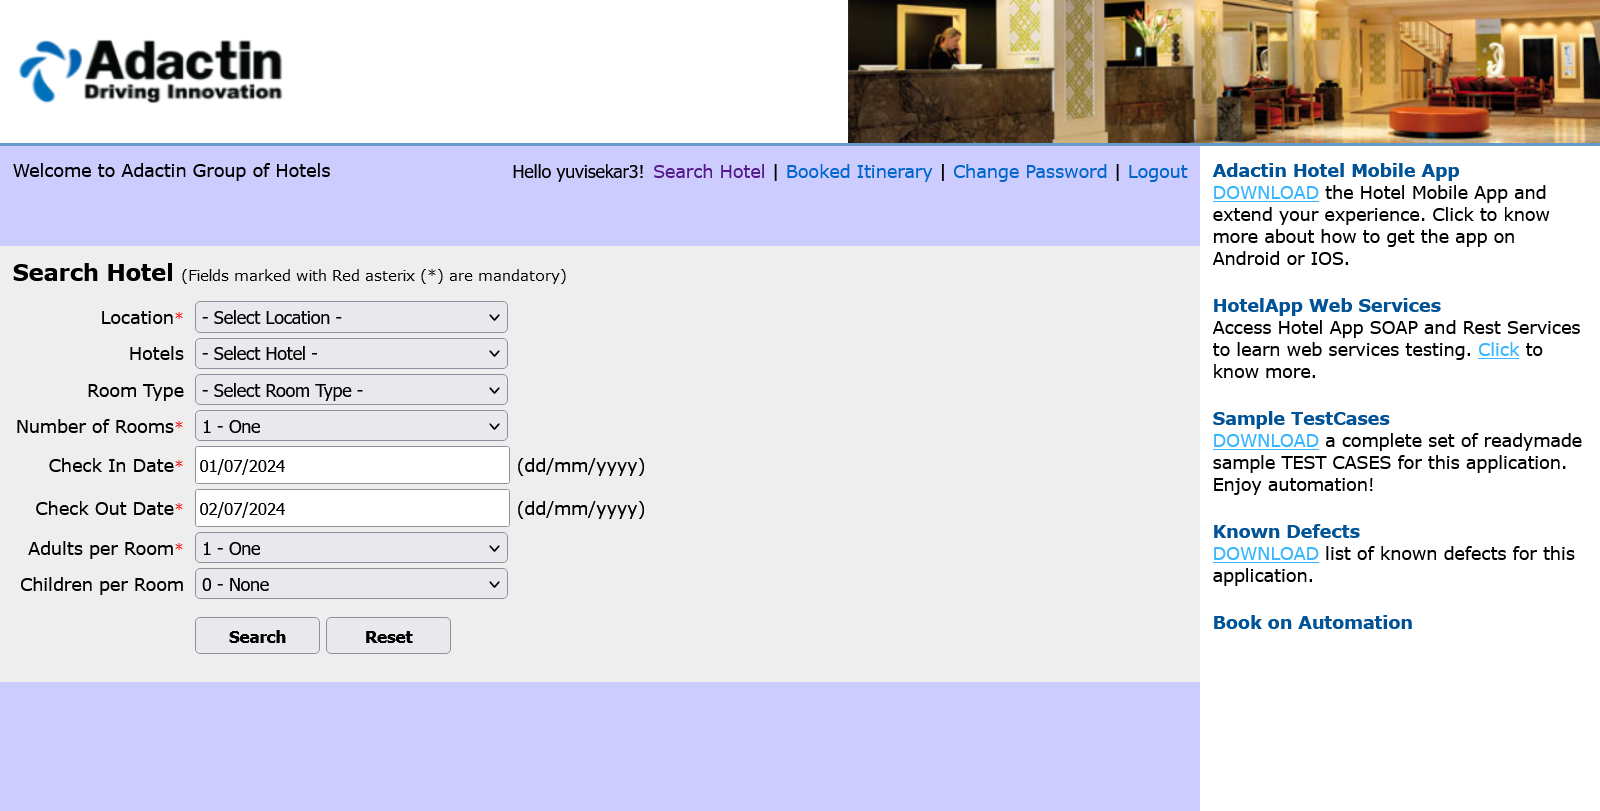 Adactin
Driving Innovation
Welcome to Adactin Group of Hotels
Hello yuvisekar3! Search Hotel | Booked Itinerary | Change Password | Logout
Search Hotel (Fields marked with Red asterix (*) are mandatory)
Location* - Select Location -
Hotels - Select Hotel -
Room Type - Select Room Type -
Number of Rooms* 1 - One
Check In Date* 01/07/2024 (dd/mm/yyyy)
Check Out Date* 02/07/2024 (dd/mm/yyyy)
Adults per Room* 1 - One
Children per Room 0 - None
Search Reset
Adactin Hotel Mobile App
DOWNLOAD the Hotel Mobile App and
extend your experience. Click to know
more about how to get the app on
Android or IOS.
HotelApp Web Services
Access Hotel App SOAP and Rest Services
to learn web services testing. Click to
know more.
Sample TestCases
DOWNLOAD a complete set of readymade
sample TEST CASES for this application.
Enjoy automation!
Known Defects
DOWNLOAD list of known defects for this
application.
Book on Automation